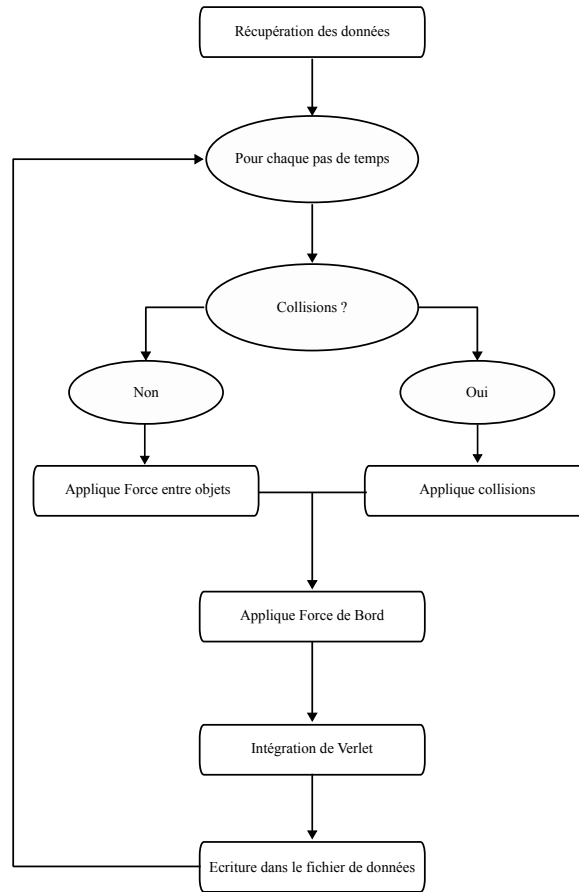 Récupération des données
Pour chaque pas de temps
Collisions ?
Non
Oui
Applique Force entre objets
Applique collisions
Applique Force de Bord
Intégration de Verlet
Ecriture dans le fichier de données